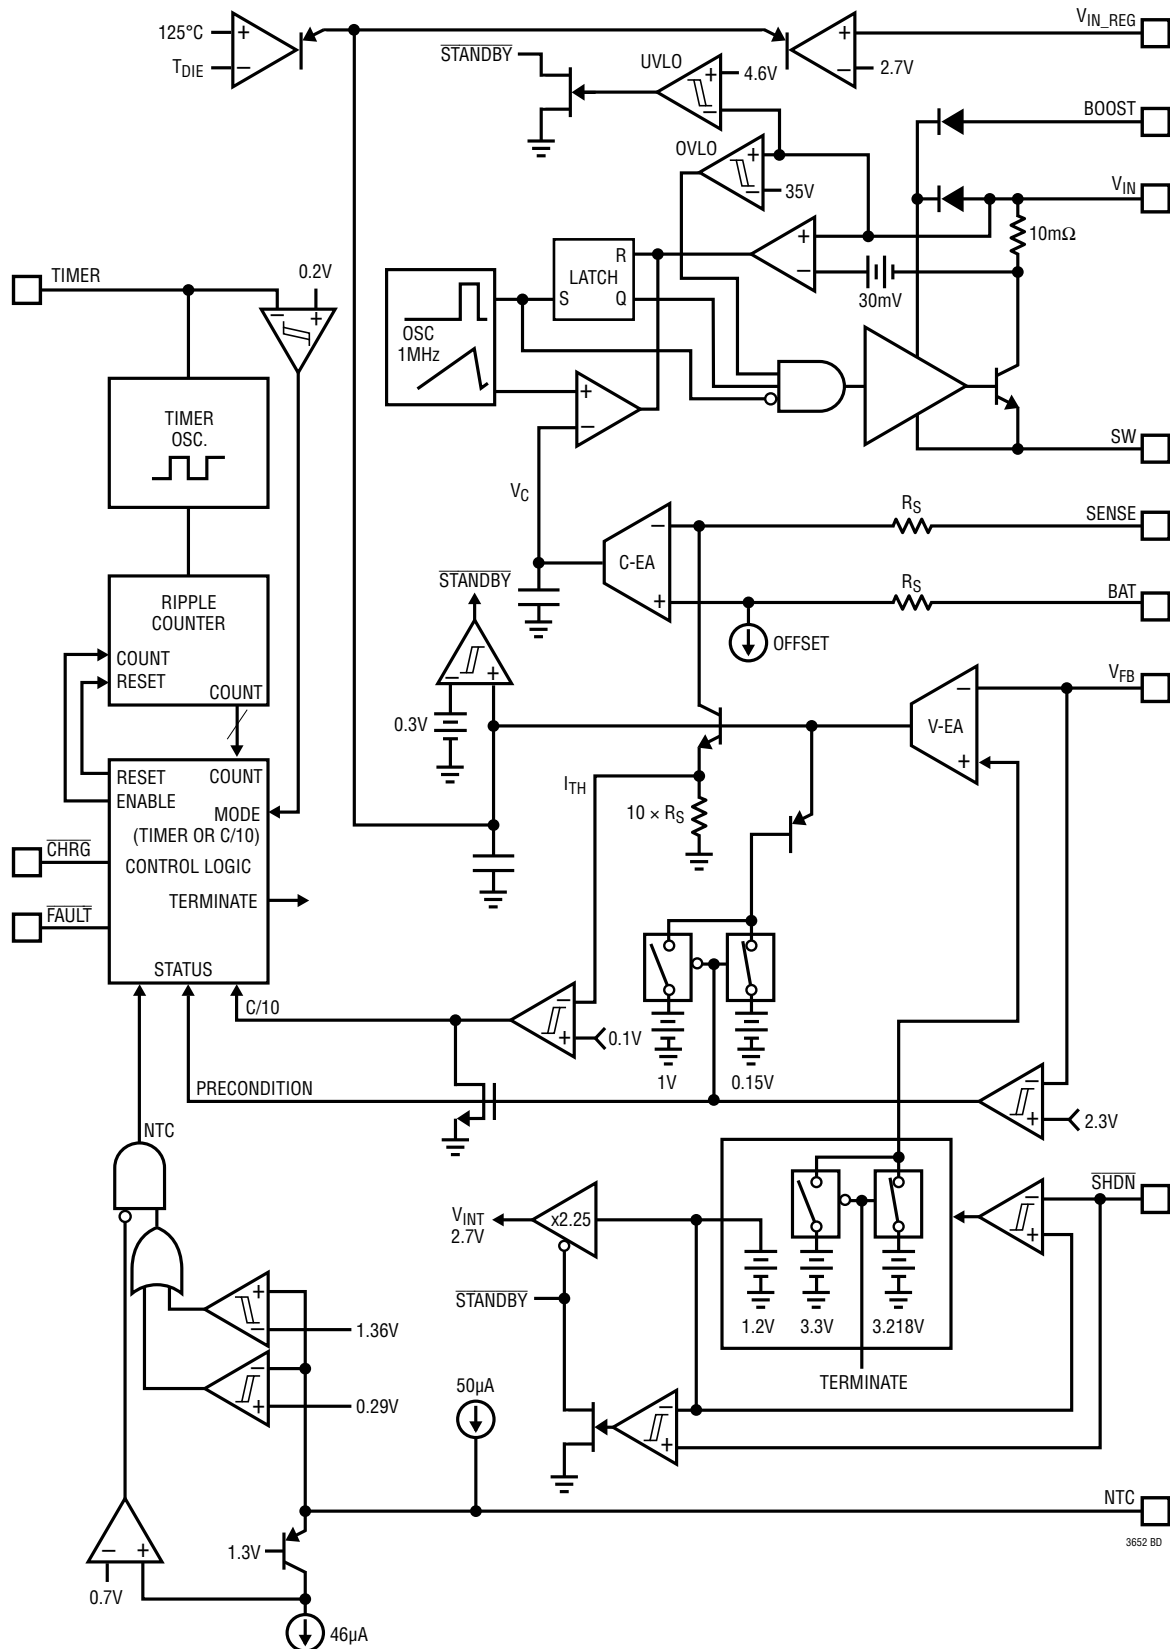 125°C
+
−
TDIE
STANDBY
UVLO
+
−
4.6V
+
−
2.7V
VIN_REG
BOOST
OVLO
+
−
35V
VIN
10mΩ
+
−
30mV
TIMER
0.2V
− +
R
LATCH
S Q
OSC
1MHz
+
−
SW
TIMER
OSC.
VC
RS
SENSE
−
C-EA
+
RS
BAT
OFFSET
STANDBY
− +
0.3V
RIPPLE
COUNTER
COUNT
RESET
COUNT
−
V-EA
+
VFB
RESET COUNT
ENABLE
MODE
(TIMER OR C/10)
CONTROL LOGIC
TERMINATE
STATUS
CHRG
FAULT
ITH
10 × RS
C/10
−
+
0.1V
1V
0.15V
PRECONDITION
−
+
2.3V
NTC
VINT
2.7V
x2.25
STANDBY
1.2V
3.3V
3.218V
TERMINATE
−
+
SHDN
+
−
1.36V
−
+
0.29V
50µA
−
+
NTC
− +
0.7V
1.3V
46µA
3652 BD